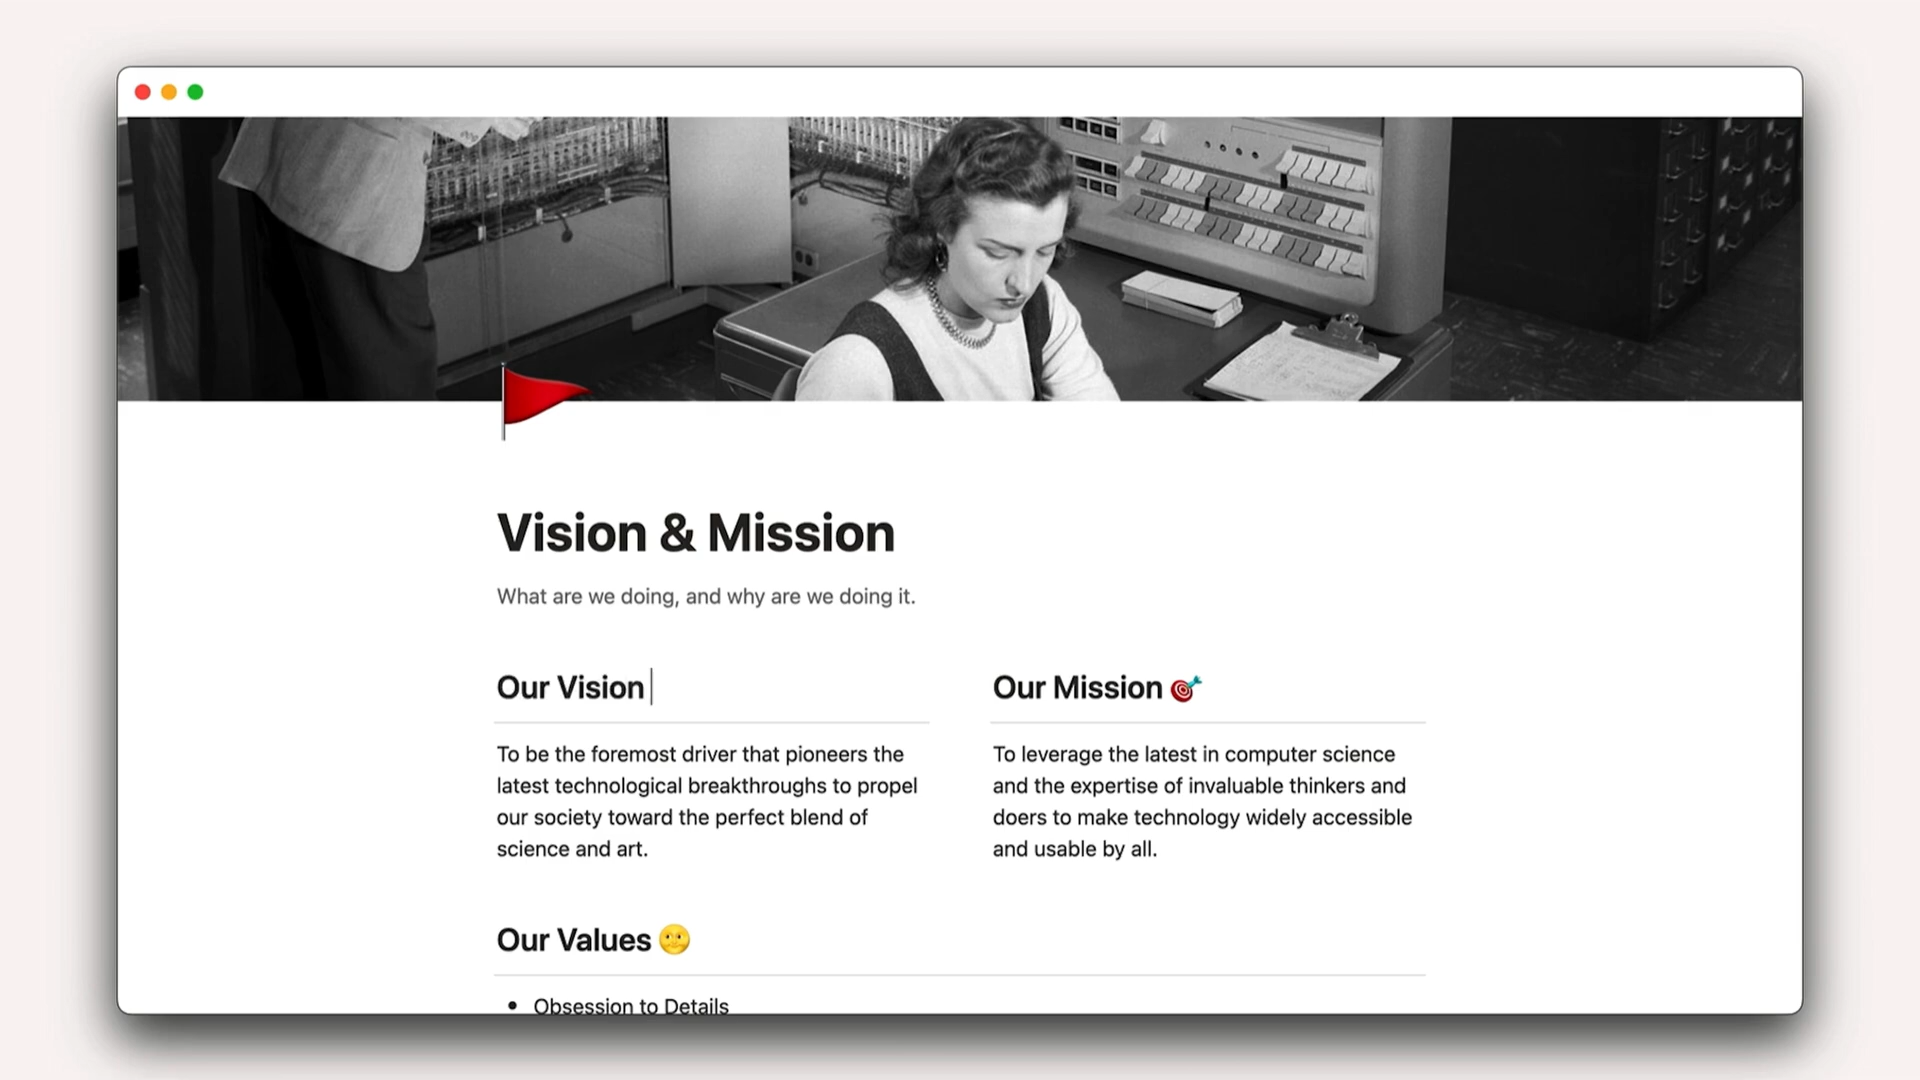 Vision & Mission
What are we doing, and why are we doing it.
Our Vision
To be the foremost driver that pioneers the
latest technological breakthroughs to propel
our society toward the perfect blend of
science and art.
Our Mission 🎯
To leverage the latest in computer science
and the expertise of invaluable thinkers and
doers to make technology widely accessible
and usable by all.
Our Values 🌝
• Obsession to Details